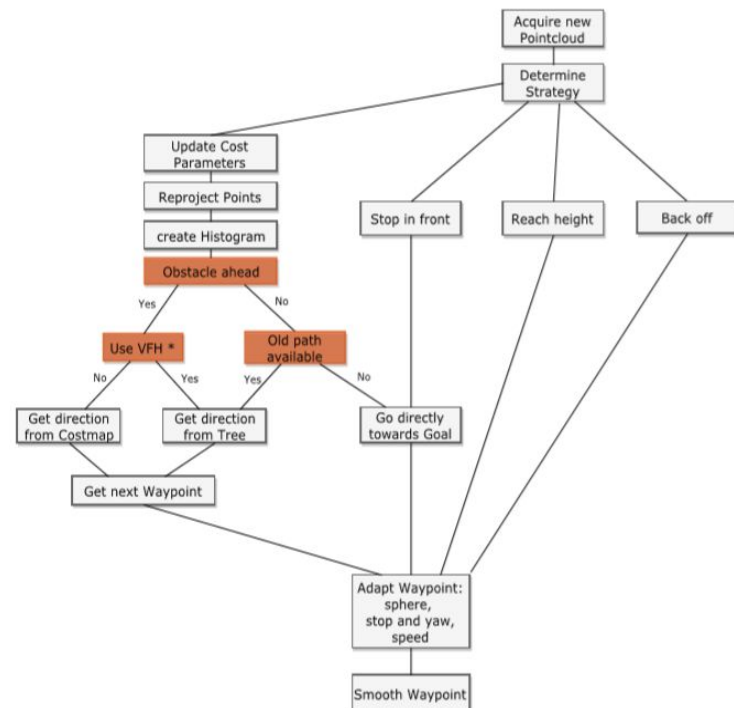 Acquire new
Pointcloud
Determine
Strategy
Update Cost
Parameters
Reproject Points
create Histogram
Stop in front
Reach height
Back off
Obstacle ahead
Yes
No
Use VFH *
Old path
available
No
Yes
Yes
No
Get direction
from Costmap
Get direction
from Tree
Go directly
towards Goal
Get next Waypoint
Adapt Waypoint:
sphere,
stop and yaw,
speed
Smooth Waypoint